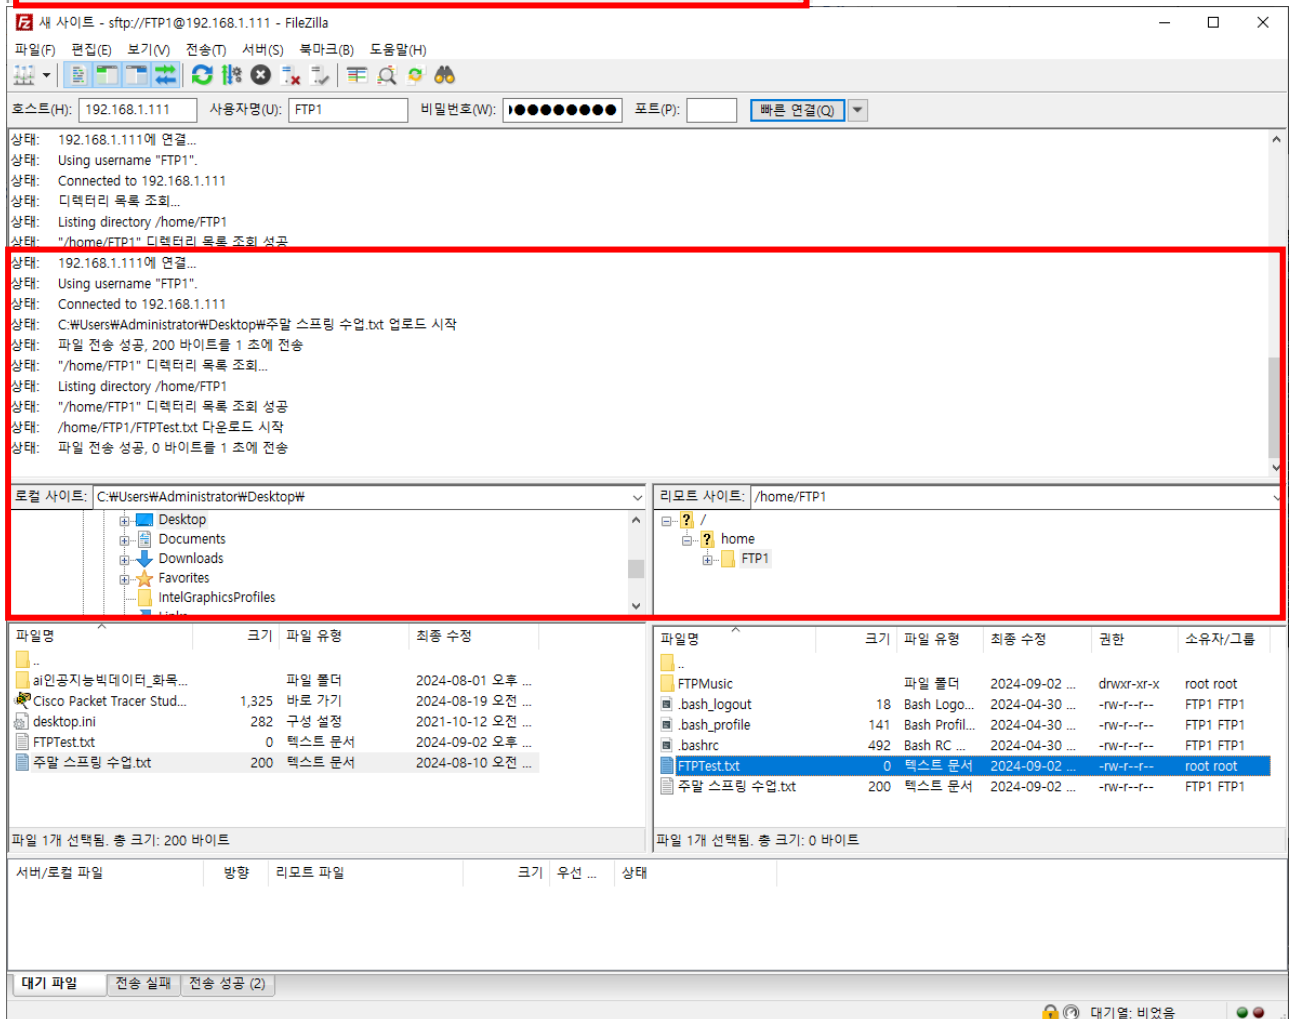 새 사이트 - sftp://FTP1@192.168.1.111 - FileZilla
파일(F) 편집(E) 보기(V) 전송(T) 서버(S) 북마크(B) 도움말(H)
호스트(H): 192.168.1.111 사용자명(U): FTP1 비밀번호(W): ●●●●●●●●● 포트(P): 빠른 연결(Q)
상태: 192.168.1.111에 연결...
상태: Using username "FTP1".
상태: Connected to 192.168.1.111
상태: 디렉터리 목록 조회...
상태: Listing directory /home/FTP1
상태: "/home/FTP1" 디렉터리 목록 조회 성공
상태: 192.168.1.111에 연결...
상태: Using username "FTP1".
상태: Connected to 192.168.1.111
상태: C:₩Users₩Administrator₩Desktop₩주말 스프링 수업.txt 업로드 시작
상태: 파일 전송 성공, 200 바이트를 1 초에 전송
상태: "/home/FTP1" 디렉터리 목록 조회...
상태: Listing directory /home/FTP1
상태: "/home/FTP1" 디렉터리 목록 조회 성공
상태: /home/FTP1/FTPTest.txt 다운로드 시작
상태: 파일 전송 성공, 0 바이트를 1 초에 전송
로컬 사이트: C:₩Users₩Administrator₩Desktop₩
Desktop
Documents
Downloads
Favorites
IntelGraphicsProfiles
리모트 사이트: /home/FTP1
/
home
FTP1
파일명 크기 파일 유형 최종 수정
..
ai인공지능빅데이터_화목... 파일 폴더 2024-08-01 오후 ...
Cisco Packet Tracer Stud... 1,325 바로 가기 2024-08-19 오전 ...
desktop.ini 282 구성 설정 2021-10-12 오전 ...
FTPTest.txt 0 텍스트 문서 2024-09-02 오후 ...
주말 스프링 수업.txt 200 텍스트 문서 2024-08-10 오전 ...
파일 1개 선택됨. 총 크기: 200 바이트
파일명 크기 파일 유형 최종 수정 권한 소유자/그룹
..
FTPMusic 파일 폴더 2024-09-02 ... drwxr-xr-x root root
.bash_logout 18 Bash Logo... 2024-04-30 ... -rw-r--r-- FTP1 FTP1
.bash_profile 141 Bash Profil... 2024-04-30 ... -rw-r--r-- FTP1 FTP1
.bashrc 492 Bash RC ... 2024-04-30 ... -rw-r--r-- FTP1 FTP1
FTPTest.txt 0 텍스트 문서 2024-09-02 ... -rw-r--r-- root root
주말 스프링 수업.txt 200 텍스트 문서 2024-09-02 ... -rw-r--r-- FTP1 FTP1
파일 1개 선택됨. 총 크기: 0 바이트
서버/로컬 파일 방향 리모트 파일 크기 우선 ... 상태
대기 파일 전송 실패 전송 성공 (2)
대기열: 비었음